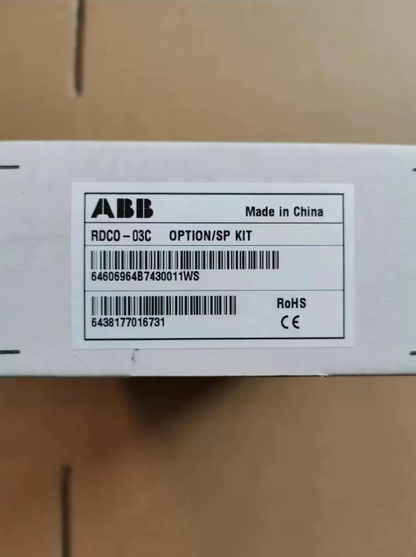 ABB Made in China
RDCO-03C OPTION/SP KIT
64606964B7430011WS
RoHS
6438177016731 CE